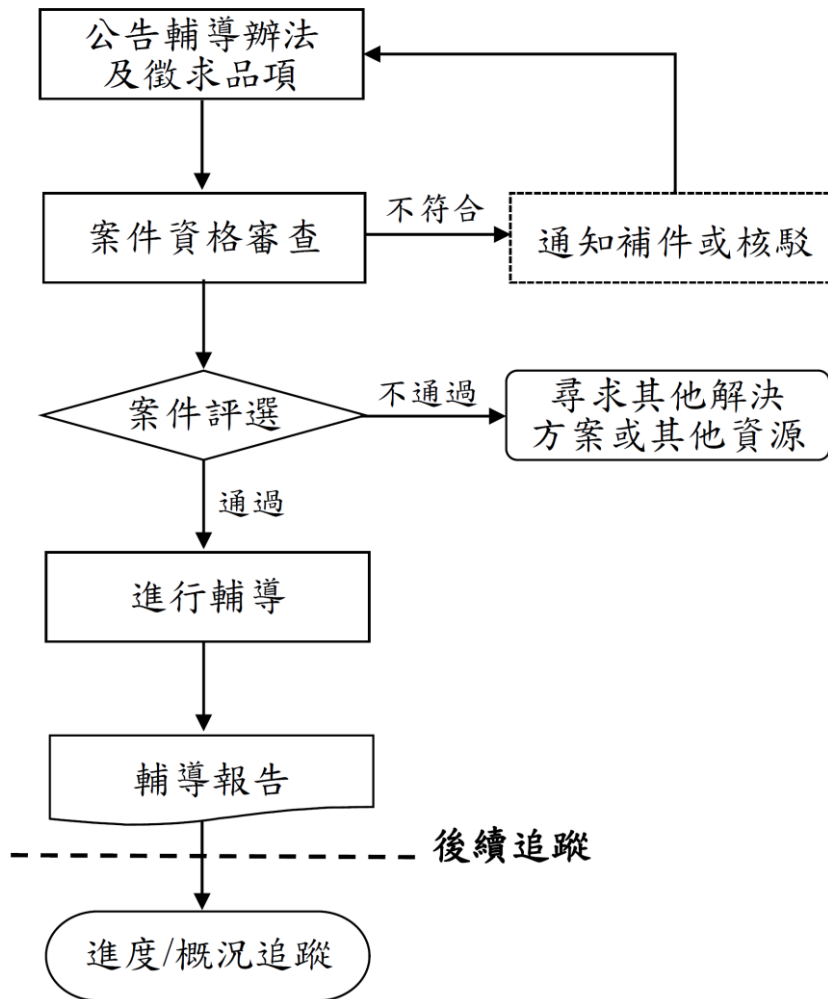 公告輔導辦法
及徵求品項
案件資格審查
不符合
通知補件或核駁
案件評選
不通過
尋求其他解決
方案或其他資源
通過
進行輔導
輔導報告
後續追蹤
進度/概況追蹤